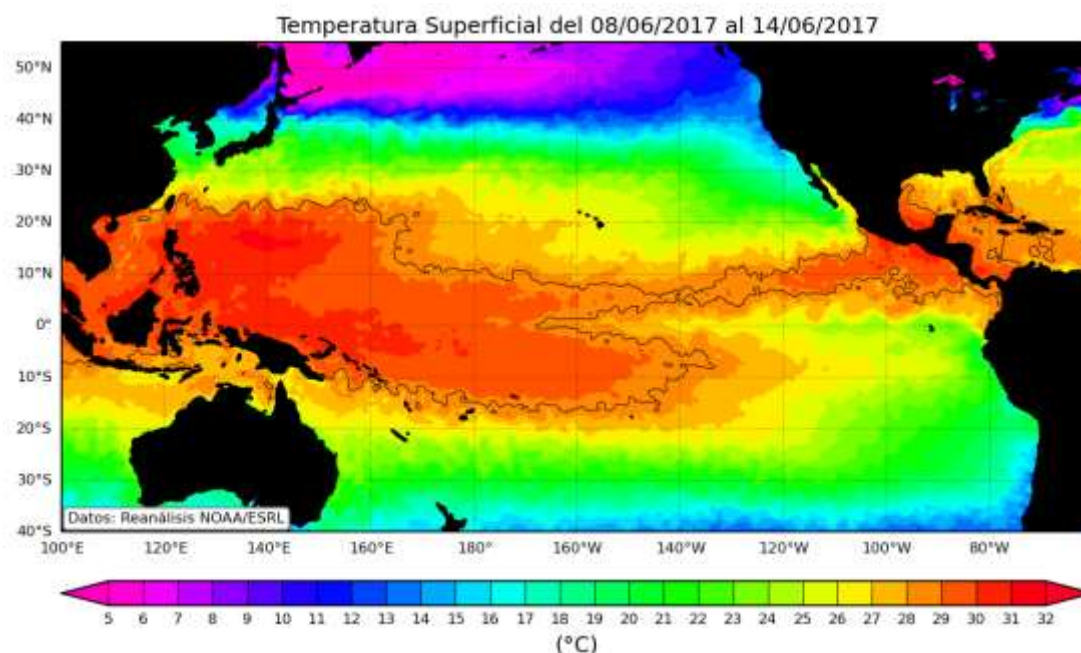 Temperatura Superficial del 08/06/2017 al 14/06/2017
50°N
40°N
30°N
20°N
10°N
0°
10°S
20°S
30°S
40°S
Datos: Reanálisis NOAA/ESRL
100°E 120°E 140°E 160°E 180° 160°W 140°W 120°W 100°W 80°W
5 6 7 8 9 10 11 12 13 14 15 16 17 18 19 20 21 22 23 24 25 26 27 28 29 30 31 32
(°C)